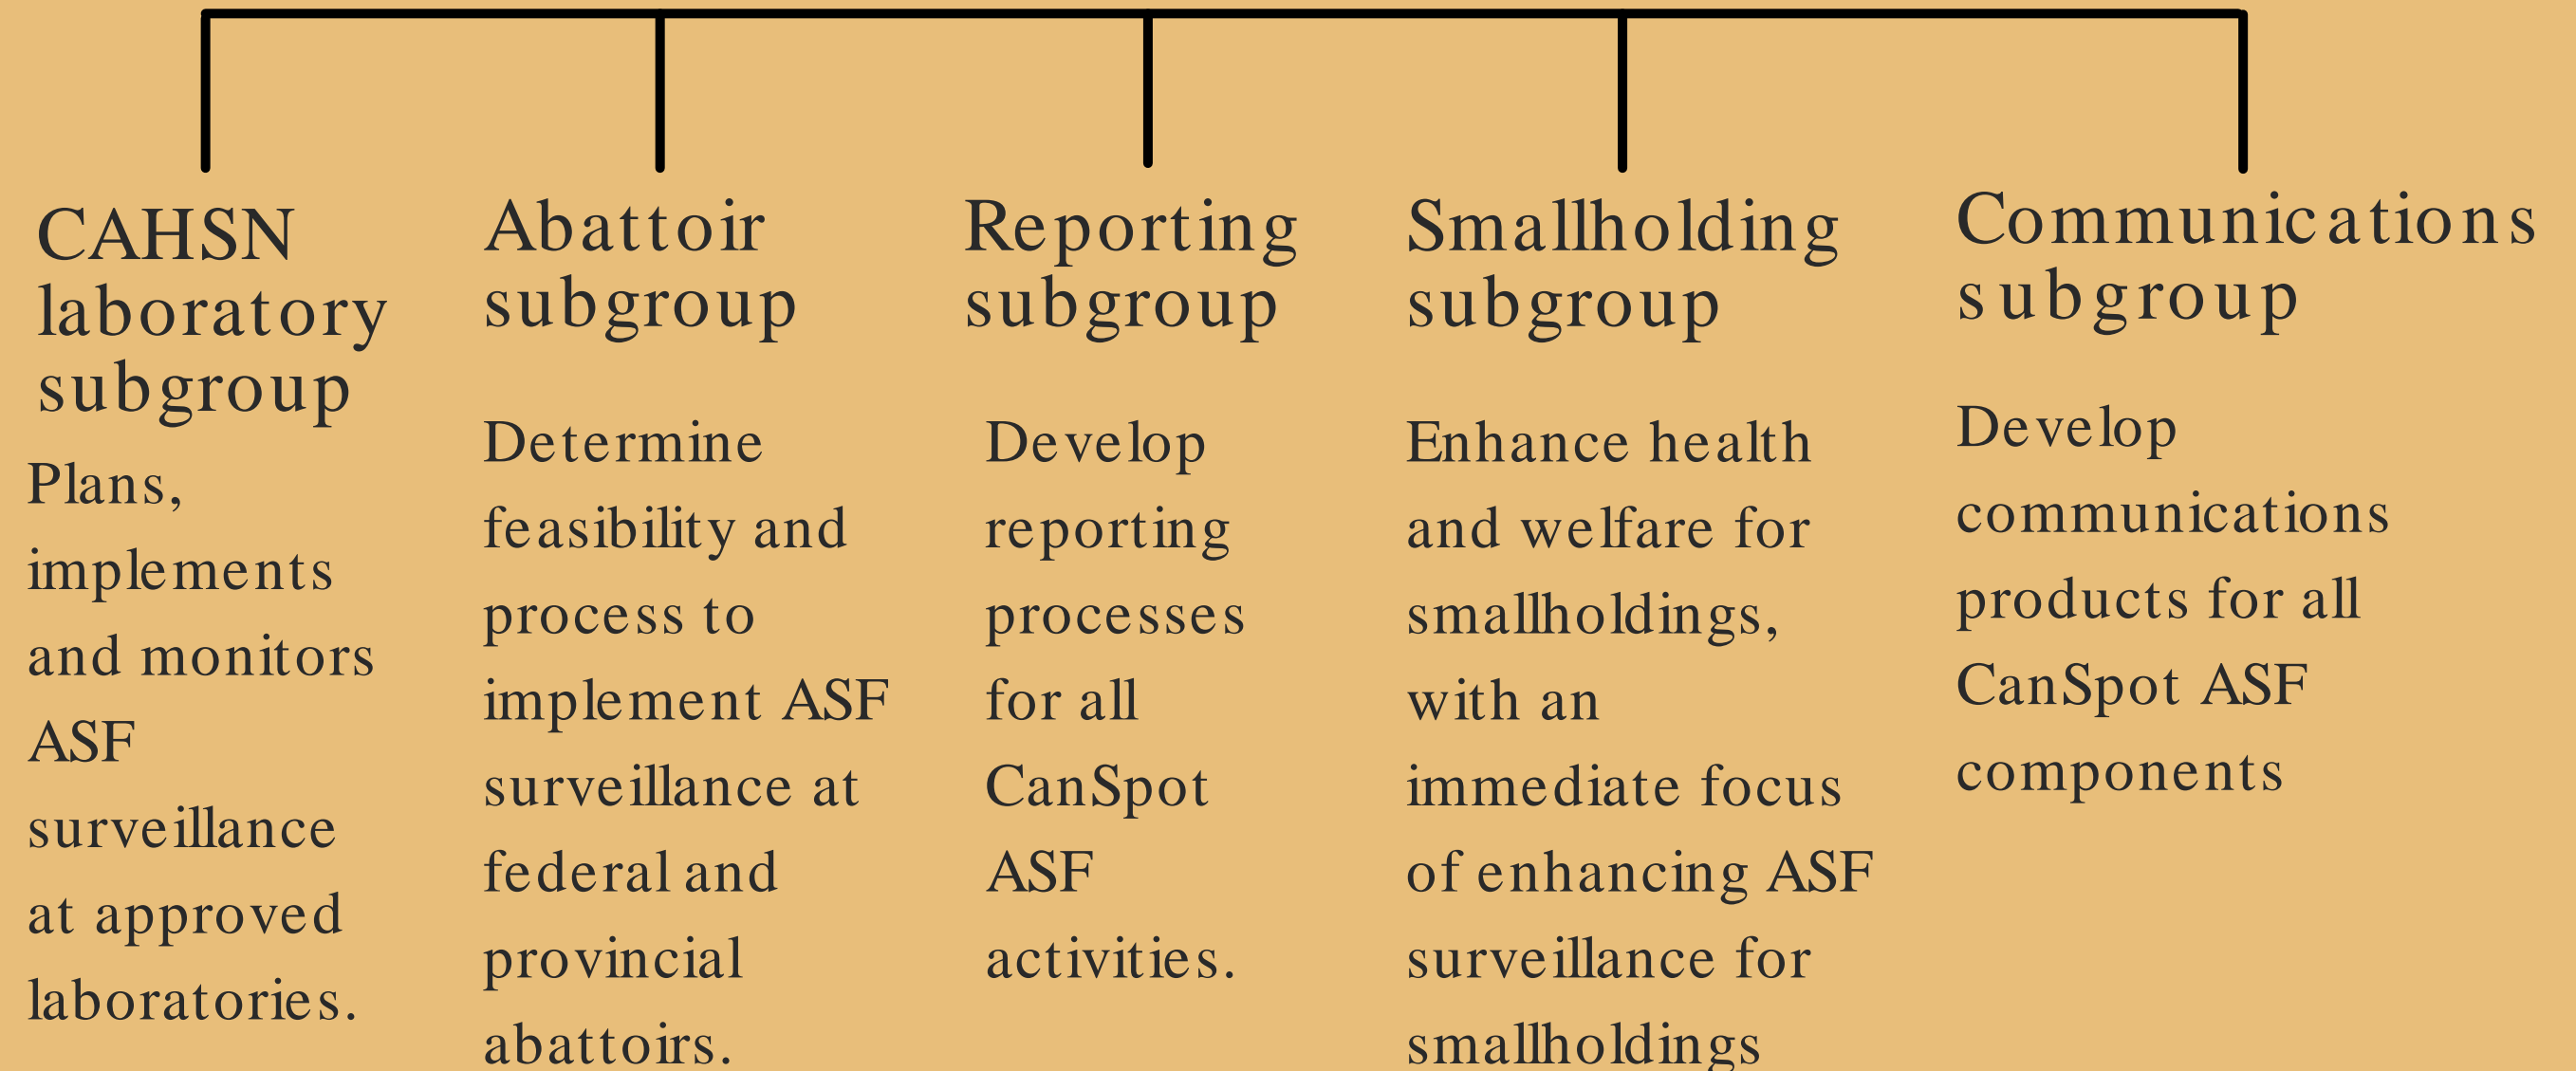 CAHSN
laboratory
subgroup
Plans,
implements
and monitors
ASF
surveillance
at approved
laboratories.
Abattoir
subgroup
Determine
feasibility and
process to
implement ASF
surveillance at
federal and
provincial
abattoirs.
Reporting
subgroup
Develop
reporting
processes
for all
CanSpot
ASF
activities.
Smallholding
subgroup
Enhance health
and welfare for
smallholdings,
with an
immediate focus
of enhancing ASF
surveillance for
smallholdings
Communications
subgroup
Develop
communications
products for all
CanSpot ASF
components